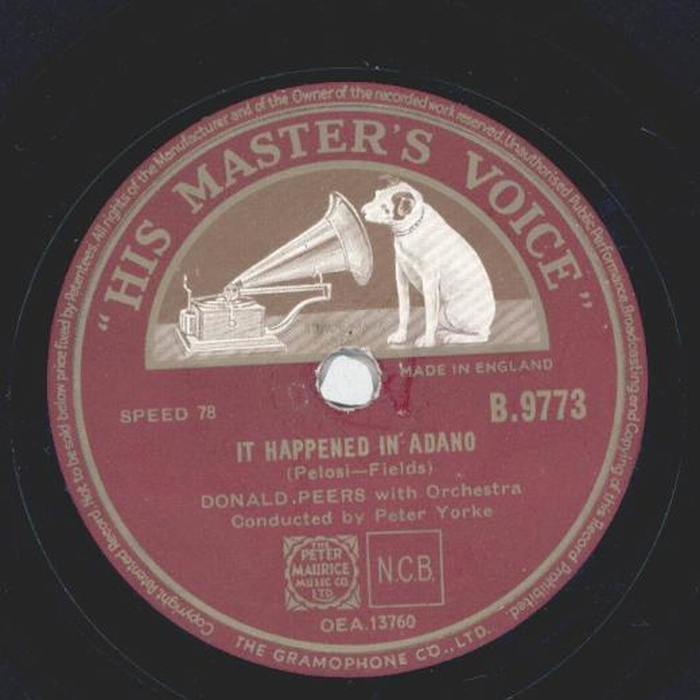 Copyright Patented Record. Not to be sold below price fixed by Patentees. All rights of the Manufacturer and of the Owner of the recorded work reserved. Unauthorised Public Performance, Broadcasting and Copying of this Record Prohibited.
"HIS MASTER'S VOICE"
MADE IN ENGLAND
SPEED 78
B.9773
IT HAPPENED IN ADANO
(Pelosi—Fields)
DONALD.PEERS with Orchestra
Conducted by Peter Yorke
THE
PETER
MAURICE
MUSIC CO
LTD.
N.C.B.
OEA.13760
THE GRAMOPHONE CO.,LTD.